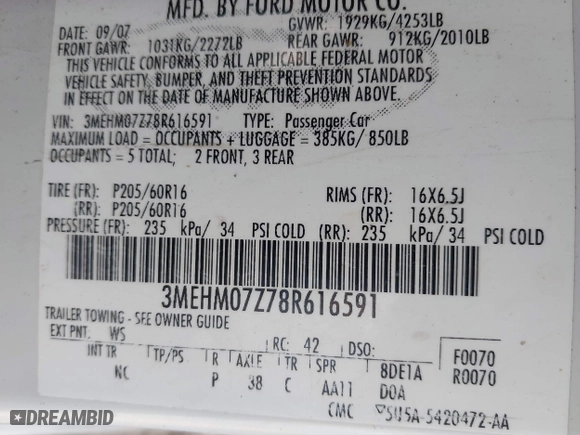 MFD. BY FORD MOTOR CO.
DATE: 09/07 GVWR: 1929KG/4253LB
FRONT GAWR: 1031KG/2272LB REAR GAWR: 912KG/2010LB
THIS VEHICLE CONFORMS TO ALL APPLICABLE FEDERAL MOTOR
VEHICLE SAFETY, BUMPER, AND THEFT PREVENTION STANDARDS
IN EFFECT ON THE DATE OF MANUFACTURE SHOWN ABOVE.
VIN: 3MEHM07Z78R616591 TYPE: Passenger Car
MAXIMUM LOAD = OCCUPANTS + LUGGAGE = 385KG/ 850LB
OCCUPANTS = 5 TOTAL; 2 FRONT, 3 REAR
TIRE (FR): P205/60R16 RIMS (FR): 16X6.5J
(RR): P205/60R16 (RR): 16X6.5J
PRESSURE (FR): 235 kPa/ 34 PSI COLD (RR): 235 kPa/ 34 PSI COLD
3MEHM07Z78R616591
TRAILER TOWING - SEE OWNER GUIDE
EXT PNT: WS RC: 42 DSO: F0070
INT TR TP/PS R AXLE TR SPR 8DE1A R0070
NC P 38 C AA11 D0A
CMC 5U5A-5420472-AA
DREAMBID